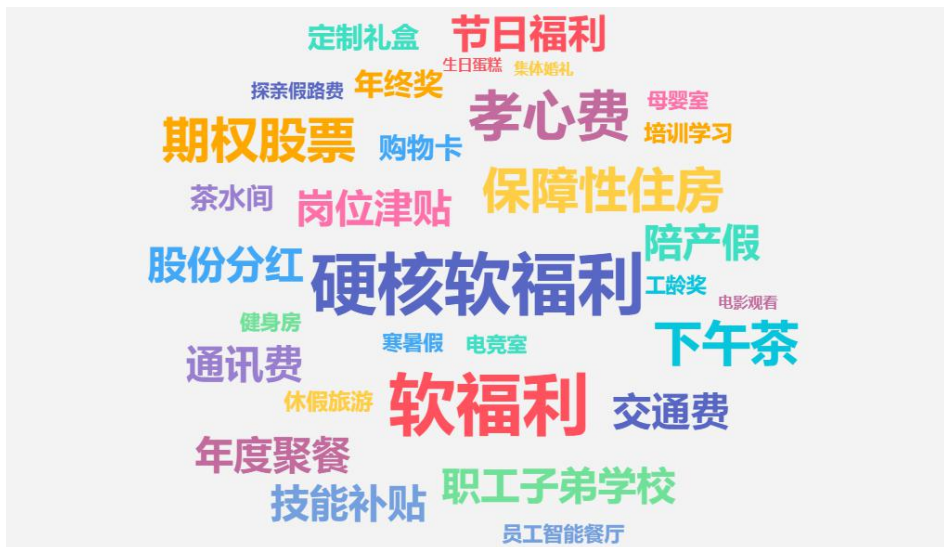 定制礼盒
节日福利
生日蛋糕
集体婚礼
探亲假路费
年终奖
孝心费
母婴室
期权股票
购物卡
培训学习
茶水间
岗位津贴
保障性住房
陪产假
股份分红
硬核软福利
工龄奖
电影观看
健身房
寒暑假
电竞室
下午茶
通讯费
休假旅游
软福利
交通费
年度聚餐
职工子弟学校
技能补贴
员工智能餐厅